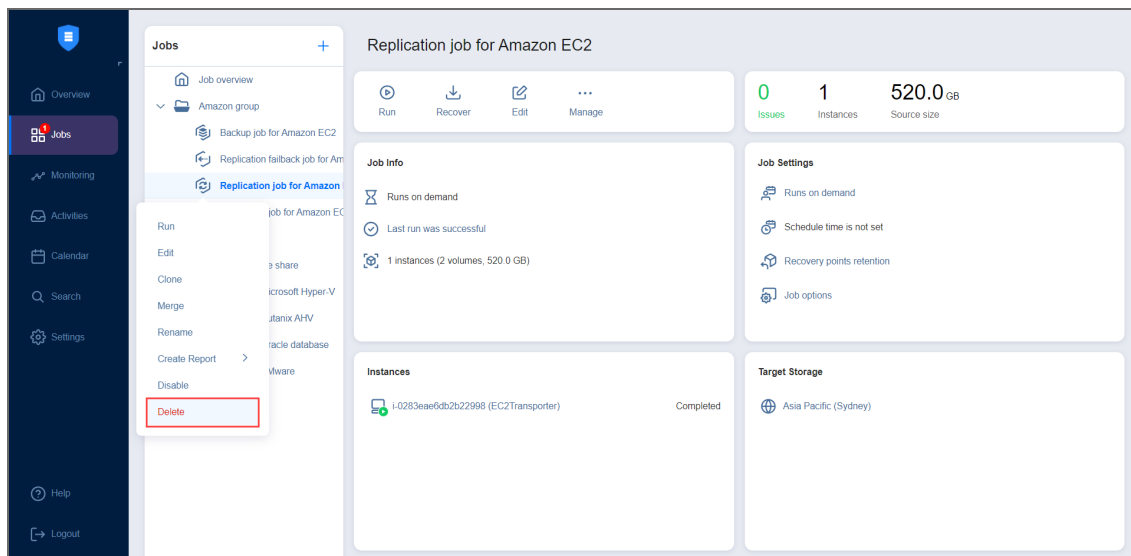 Overview
Jobs
1
Monitoring
Activities
Calendar
Search
Settings
Help
Logout
Jobs
Job overview
Amazon group
Backup job for Amazon EC2
Replication failback job for Am
Replication job for Amazon
job for Amazon EC
e share
icrosoft Hyper-V
utanix AHV
racle database
Mware
Run
Edit
Clone
Merge
Rename
Create Report
Disable
Delete
Replication job for Amazon EC2
Run
Recover
Edit
Manage
0 1 520.0 GB
Issues Instances Source size
Job Info
Runs on demand
Last run was successful
1 instances (2 volumes, 520.0 GB)
Job Settings
Runs on demand
Schedule time is not set
Recovery points retention
Job options
Instances
i-0283eae6db2b22998 (EC2Transporter) Completed
Target Storage
Asia Pacific (Sydney)